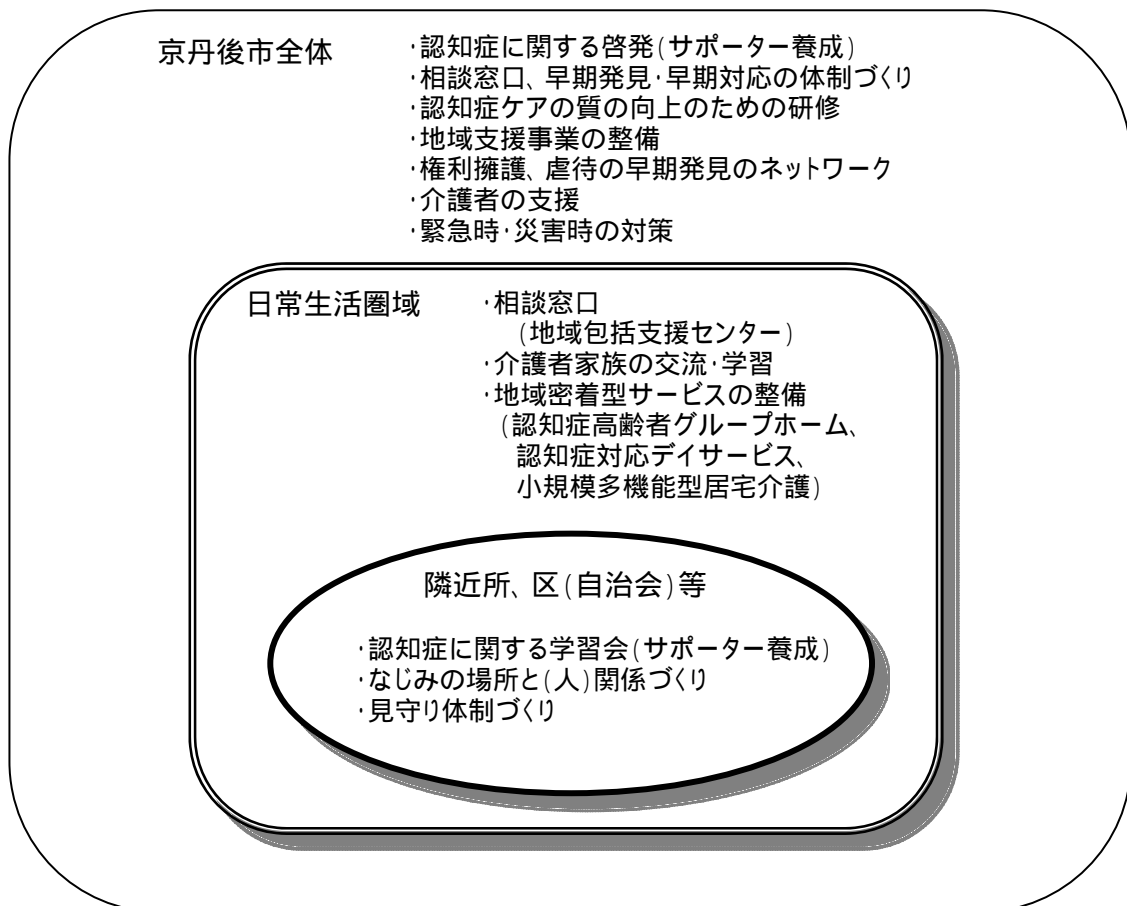 京丹後市全体
・認知症に関する啓発(サポーター養成)
・相談窓口、早期発見・早期対応の体制づくり
・認知症ケアの質の向上のための研修
・地域支援事業の整備
・権利擁護、虐待の早期発見のネットワーク
・介護者の支援
・緊急時・災害時の対策
日常生活圏域
・相談窓口
(地域包括支援センター)
・介護者家族の交流・学習
・地域密着型サービスの整備
(認知症高齢者グループホーム、
認知症対応デイサービス、
小規模多機能型居宅介護)
隣近所、区(自治会)等
・認知症に関する学習会(サポーター養成)
・なじみの場所と(人)関係づくり
・見守り体制づくり